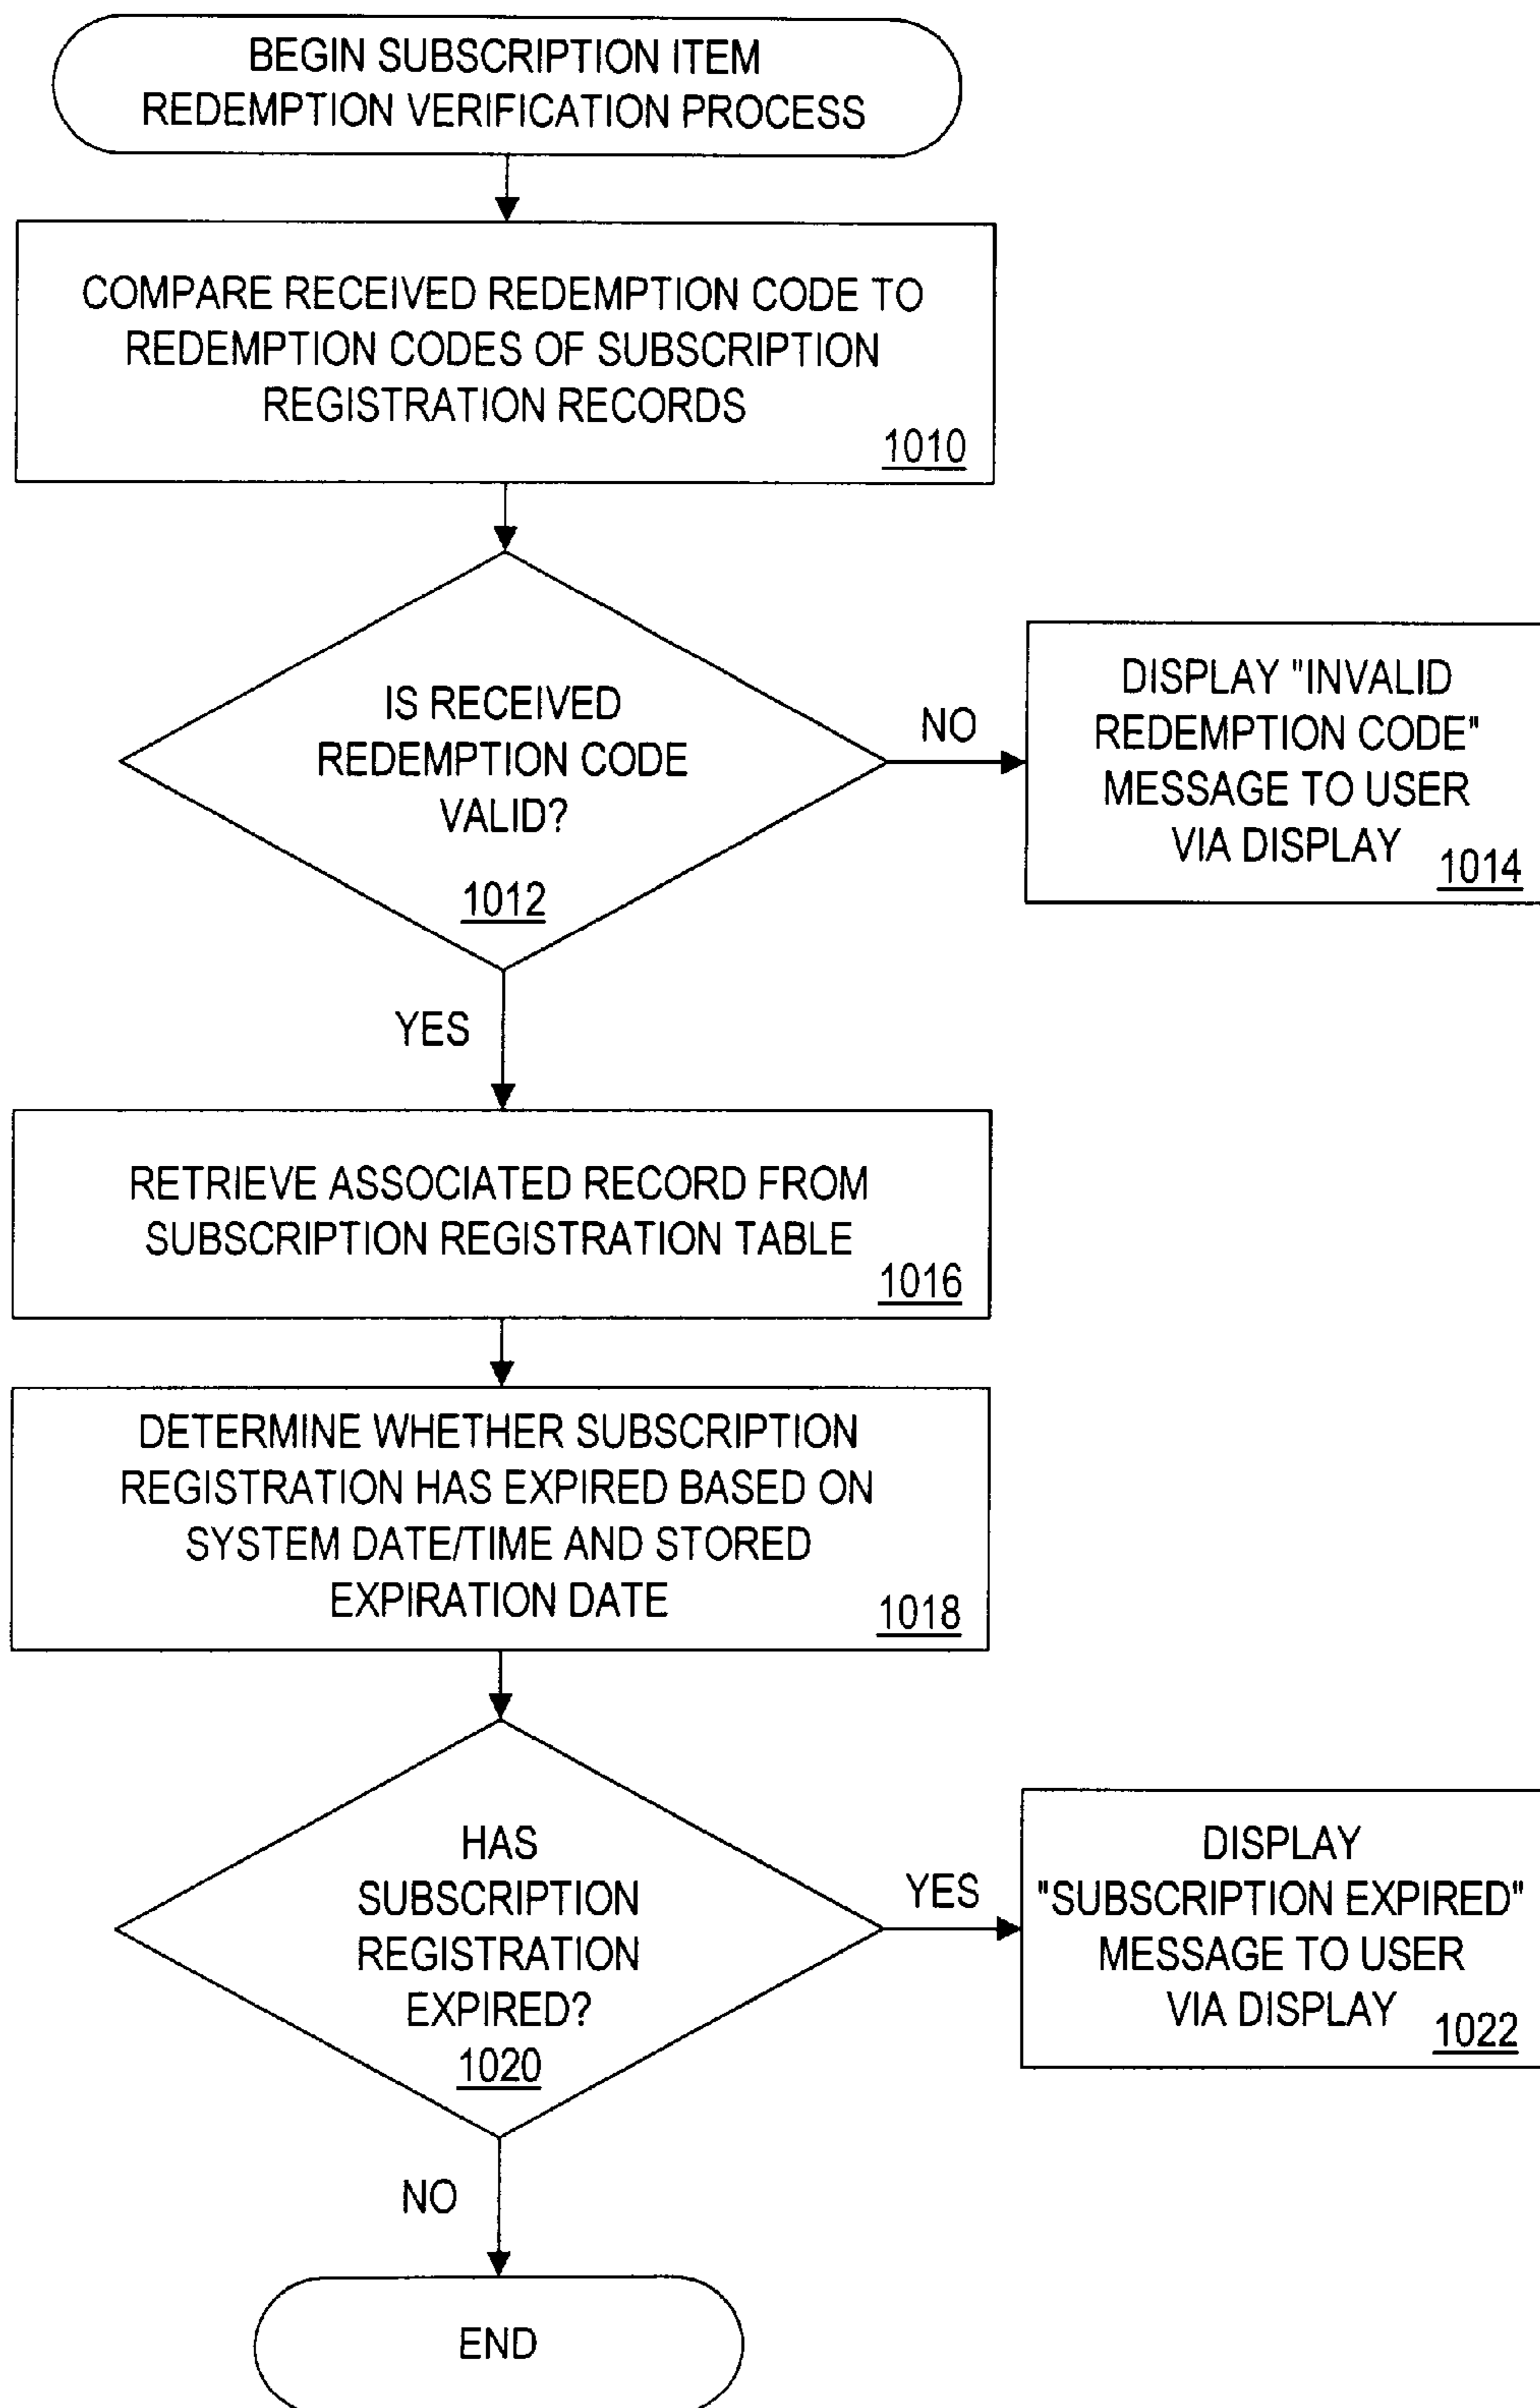 BEGIN SUBSCRIPTION ITEM
REDEMPTION VERIFICATION PROCESS
COMPARE RECEIVED REDEMPTION CODE TO
REDEMPTION CODES OF SUBSCRIPTION
REGISTRATION RECORDS
1010
IS RECEIVED
REDEMPTION CODE
VALID?
1012
NO
DISPLAY "INVALID
REDEMPTION CODE"
MESSAGE TO USER
VIA DISPLAY
1014
YES
RETRIEVE ASSOCIATED RECORD FROM
SUBSCRIPTION REGISTRATION TABLE
1016
DETERMINE WHETHER SUBSCRIPTION
REGISTRATION HAS EXPIRED BASED ON
SYSTEM DATE/TIME AND STORED
EXPIRATION DATE
1018
HAS
SUBSCRIPTION
REGISTRATION
EXPIRED?
1020
YES
DISPLAY
"SUBSCRIPTION EXPIRED"
MESSAGE TO USER
VIA DISPLAY
1022
NO
END